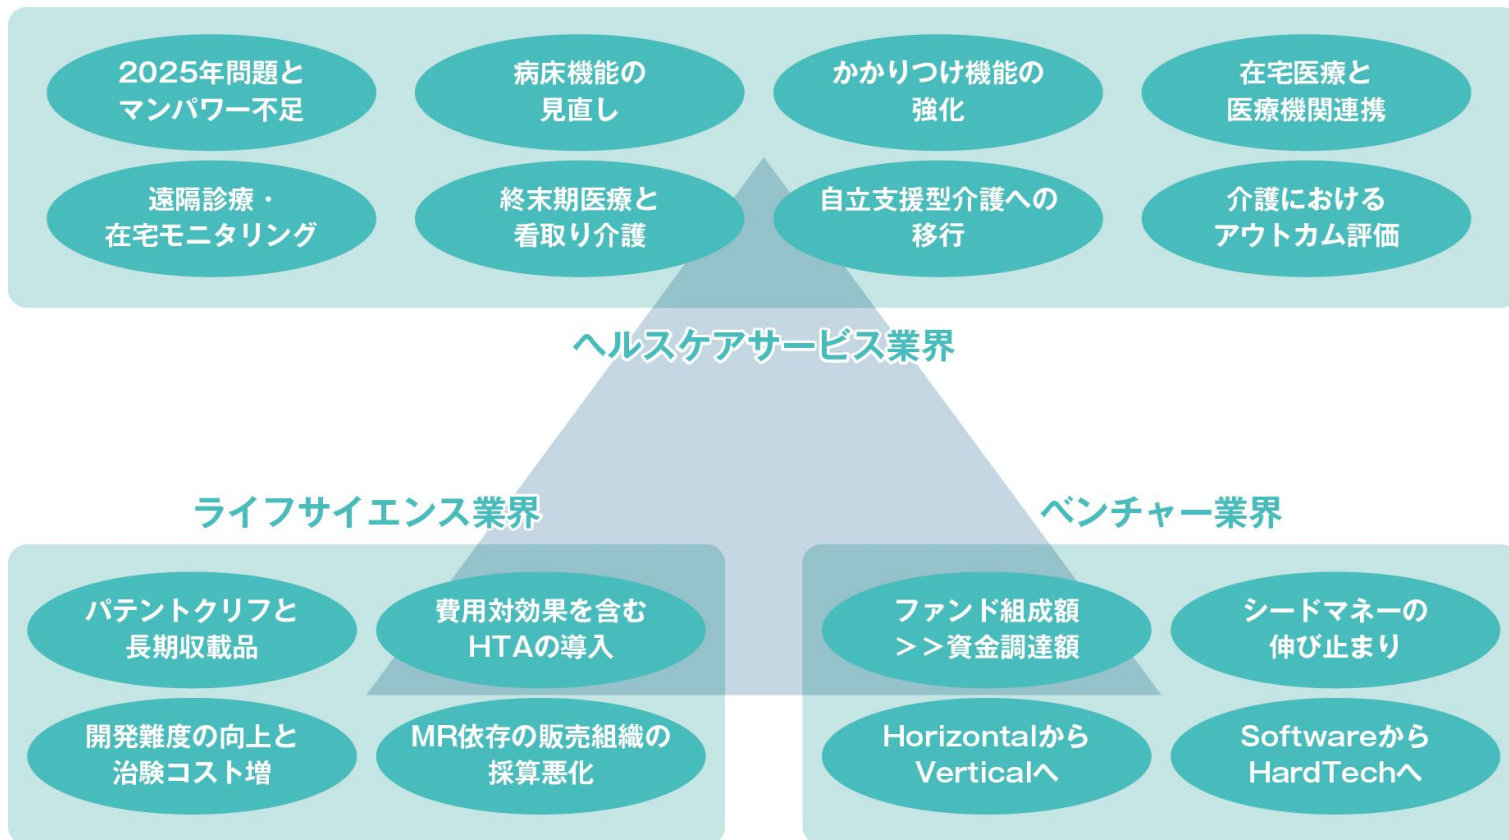 2025年問題と
マンパワー不足
病床機能の
見直し
かかりつけ機能の
強化
在宅医療と
医療機関連携
遠隔診療・
在宅モニタリング
終末期医療と
看取り介護
自立支援型介護への
移行
介護における
アウトカム評価
ヘルスケアサービス業界
ライフサイエンス業界
パテントクリフと
長期収載品
費用対効果を含む
HTAの導入
開発難度の向上と
治験コスト増
MR依存の販売組織の
採算悪化
ベンチャー業界
ファンド組成額
>>資金調達額
シードマネーの
伸び止まり
Horizontalから
Verticalへ
Softwareから
HardTechへ